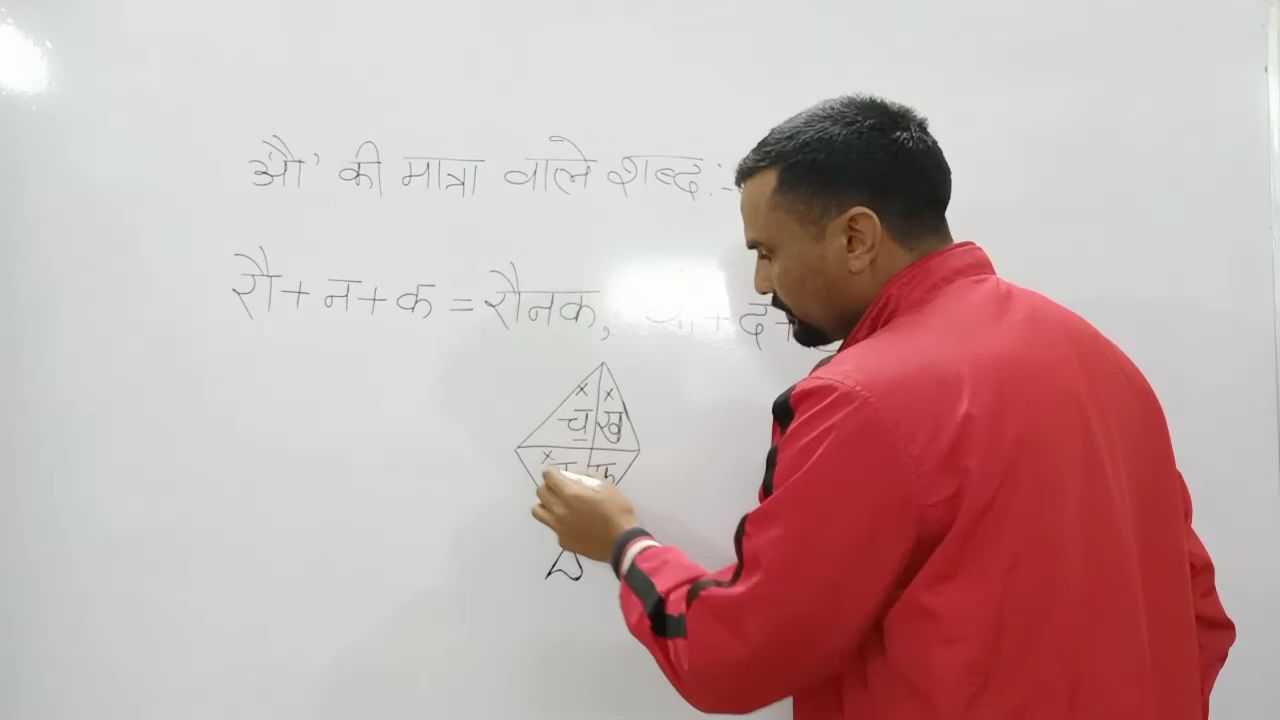 'औ' की मात्रा वाले शब्द:-
रौ+न+क = रौनक,
× ×
च ख
×